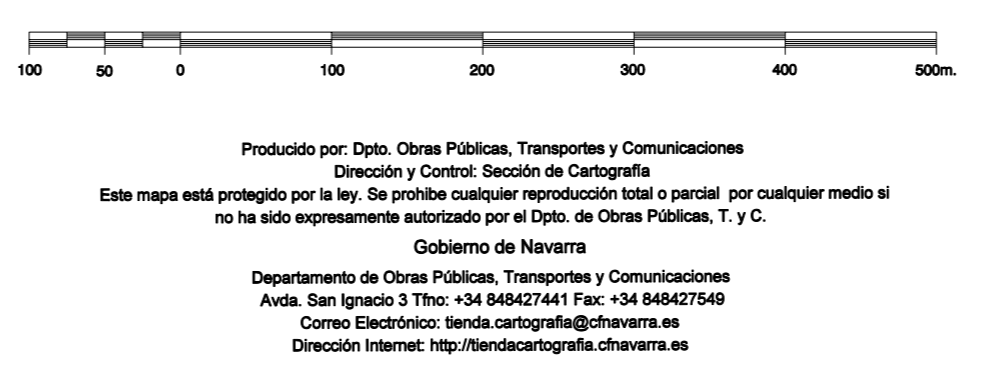 100 50 0 100 200 300 400 500m.
Producido por: Dpto. Obras Públicas, Transportes y Comunicaciones
Dirección y Control: Sección de Cartografía
Este mapa está protegido por la ley. Se prohibe cualquier reproducción total o parcial por cualquier medio si
no ha sido expresamente autorizado por el Dpto. de Obras Públicas, T. y C.
Gobierno de Navarra
Departamento de Obras Públicas, Transportes y Comunicaciones
Avda. San Ignacio 3 Tfno: +34 848427441 Fax: +34 848427549
Correo Electrónico: tienda.cartografia@cfnavarra.es
Dirección Internet: http://tiendacartografia.cfnavarra.es